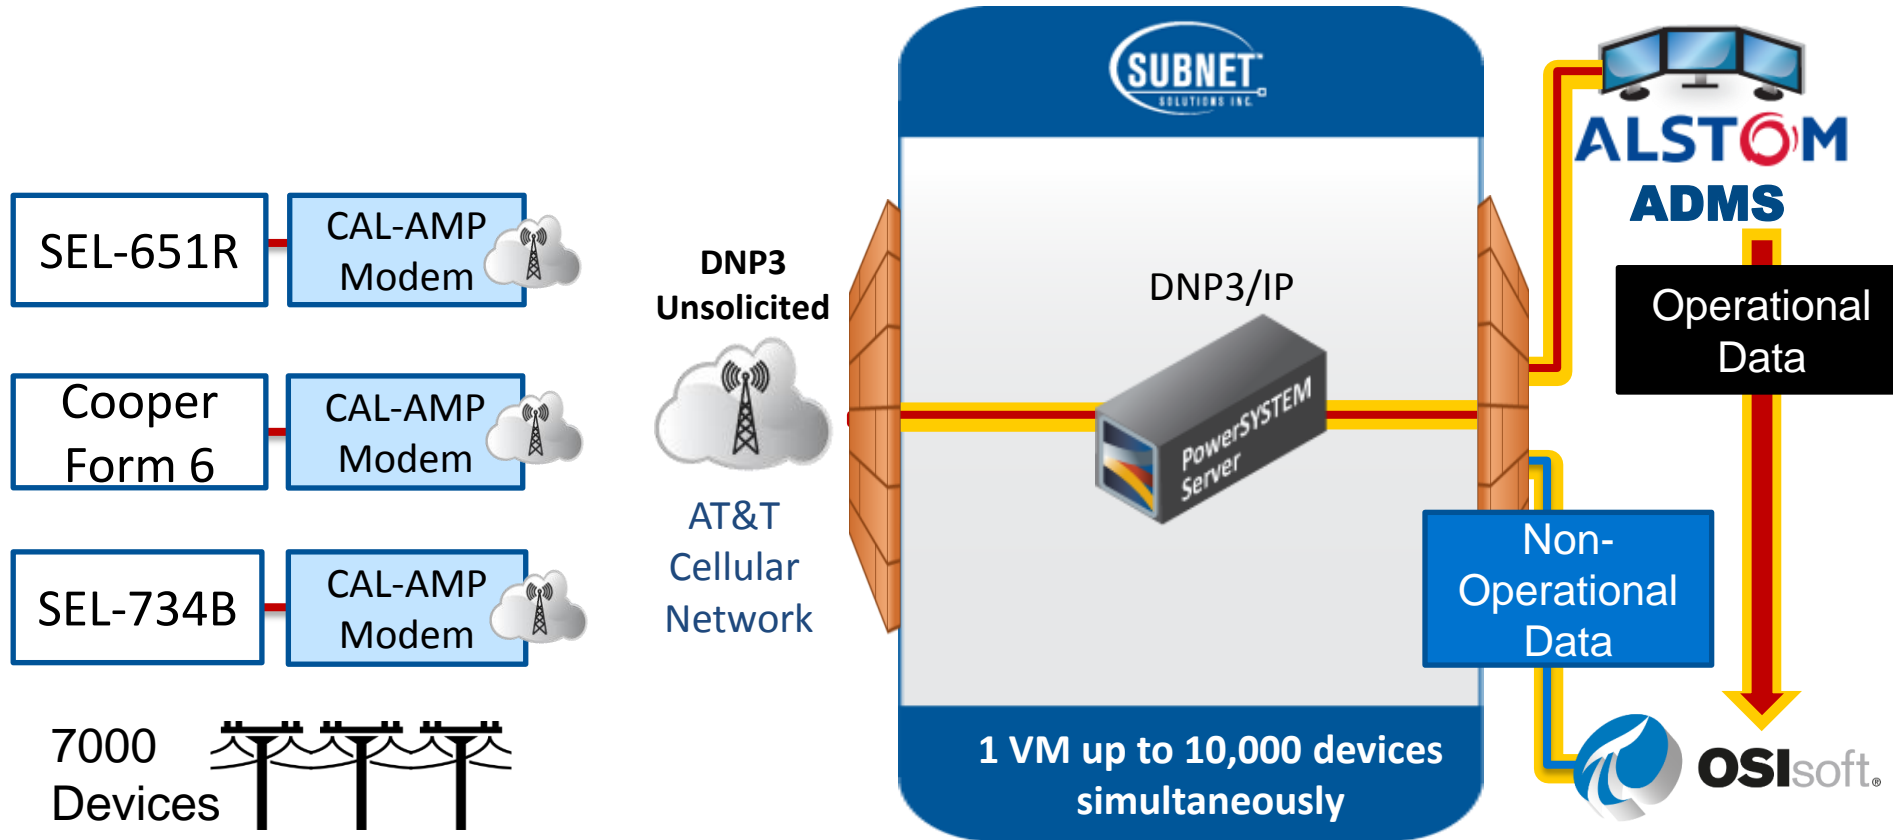 SEL-651R
CAL-AMP
Modem
Cooper
Form 6
CAL-AMP
Modem
SEL-734B
CAL-AMP
Modem
7000
Devices
DNP3
Unsolicited
AT&T
Cellular
Network
SUBNET
SOLUTIONS INC.
DNP3/IP
PowerSYSTEM
Server
1 VM up to 10,000 devices
simultaneously
ALSTOM
ADMS
Operational
Data
Non-
Operational
Data
OSIsoft®